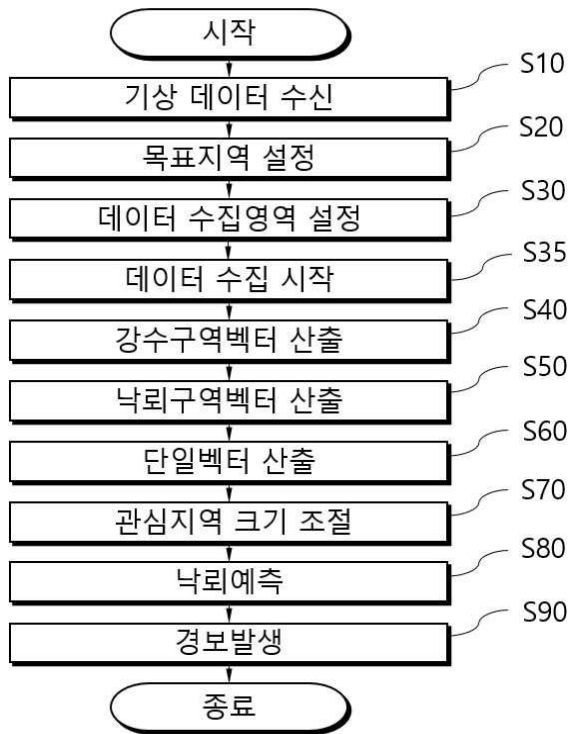 시작
기상 데이터 수신 S10
목표지역 설정 S20
데이터 수집영역 설정 S30
데이터 수집 시작 S35
강수구역벡터 산출 S40
낙뢰구역벡터 산출 S50
단일벡터 산출 S60
관심지역 크기 조절 S70
낙뢰예측 S80
경보발생 S90
종료